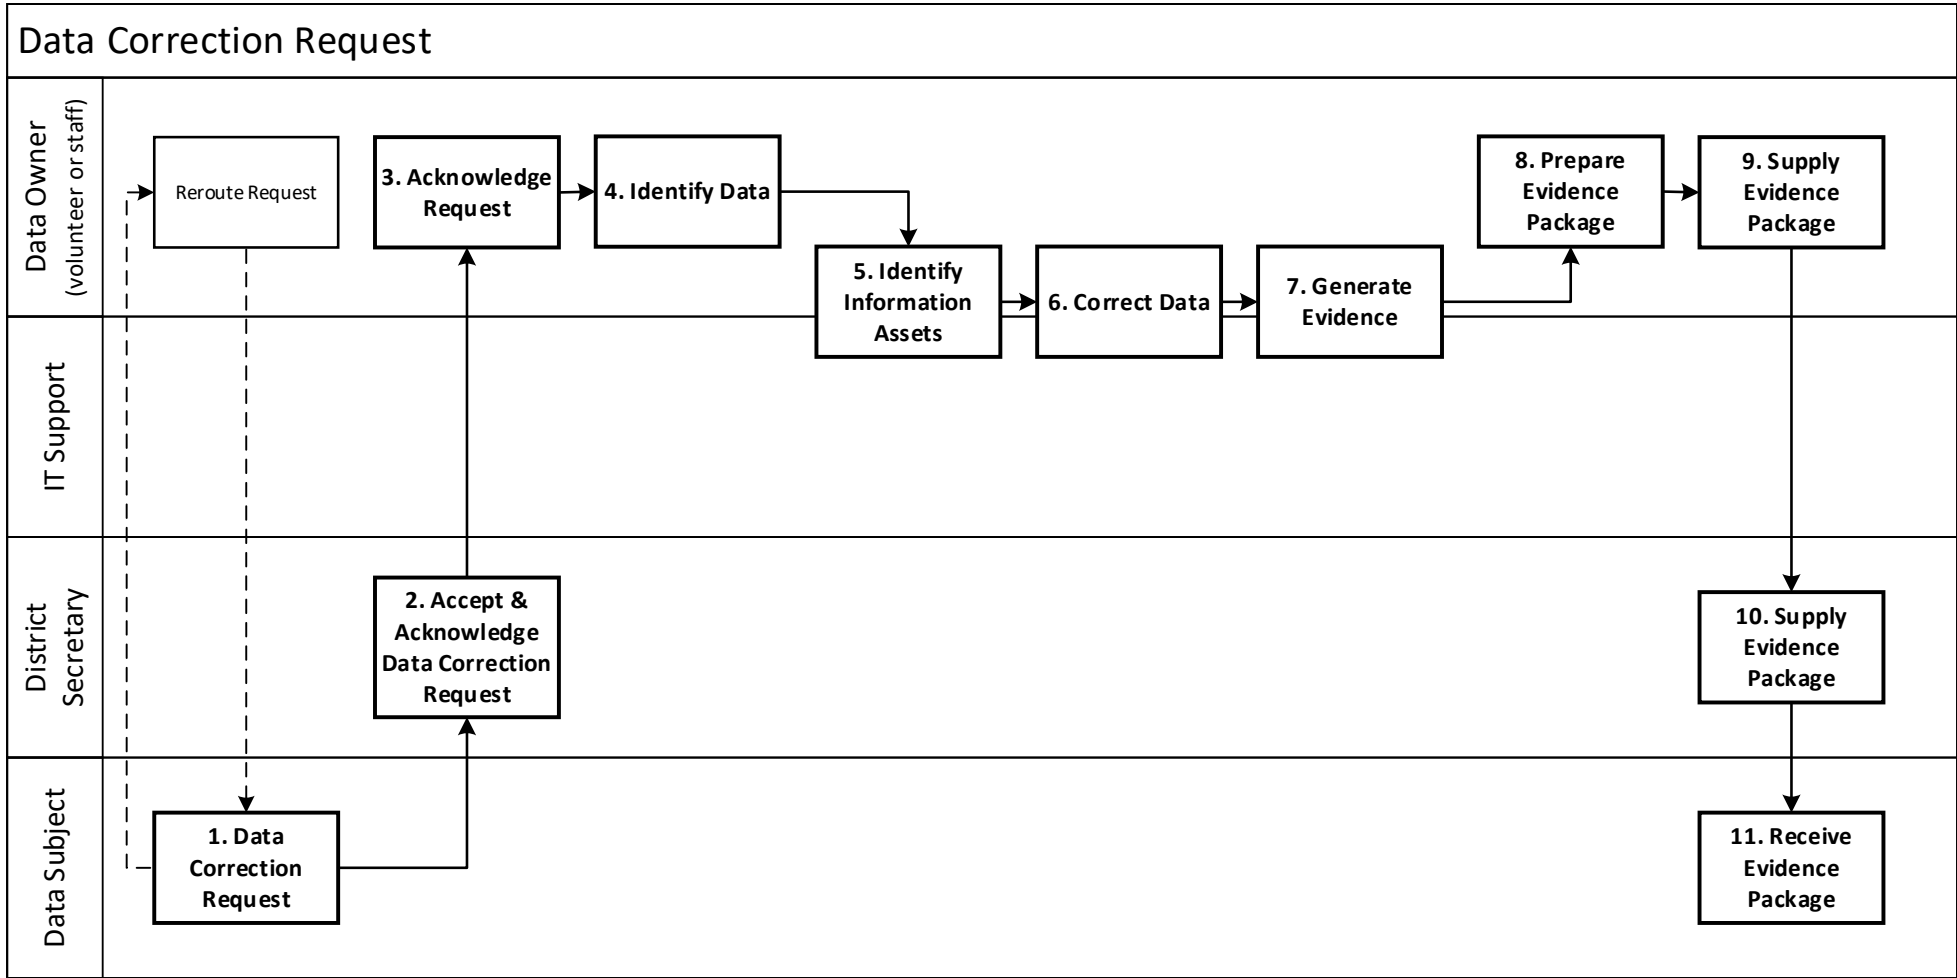 Data Correction Request
Data Owner
(volunteer or staff)
Reroute Request
3. Acknowledge
Request
4. Identify Data
5. Identify
Information
Assets
6. Correct Data
7. Generate
Evidence
8. Prepare
Evidence
Package
9. Supply
Evidence
Package
IT Support
District
Secretary
2. Accept &
Acknowledge
Data Correction
Request
10. Supply
Evidence
Package
Data Subject
1. Data
Correction
Request
11. Receive
Evidence
Package